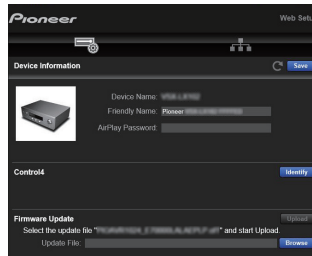 Pioneer
Web Setu
Device Information
Save
Device Name:
Friendly Name: Pioneer
AirPlay Password:
Control4
Identify
Firmware Update
Upload
Select the update file " " and start Upload.
Update File:
Browse